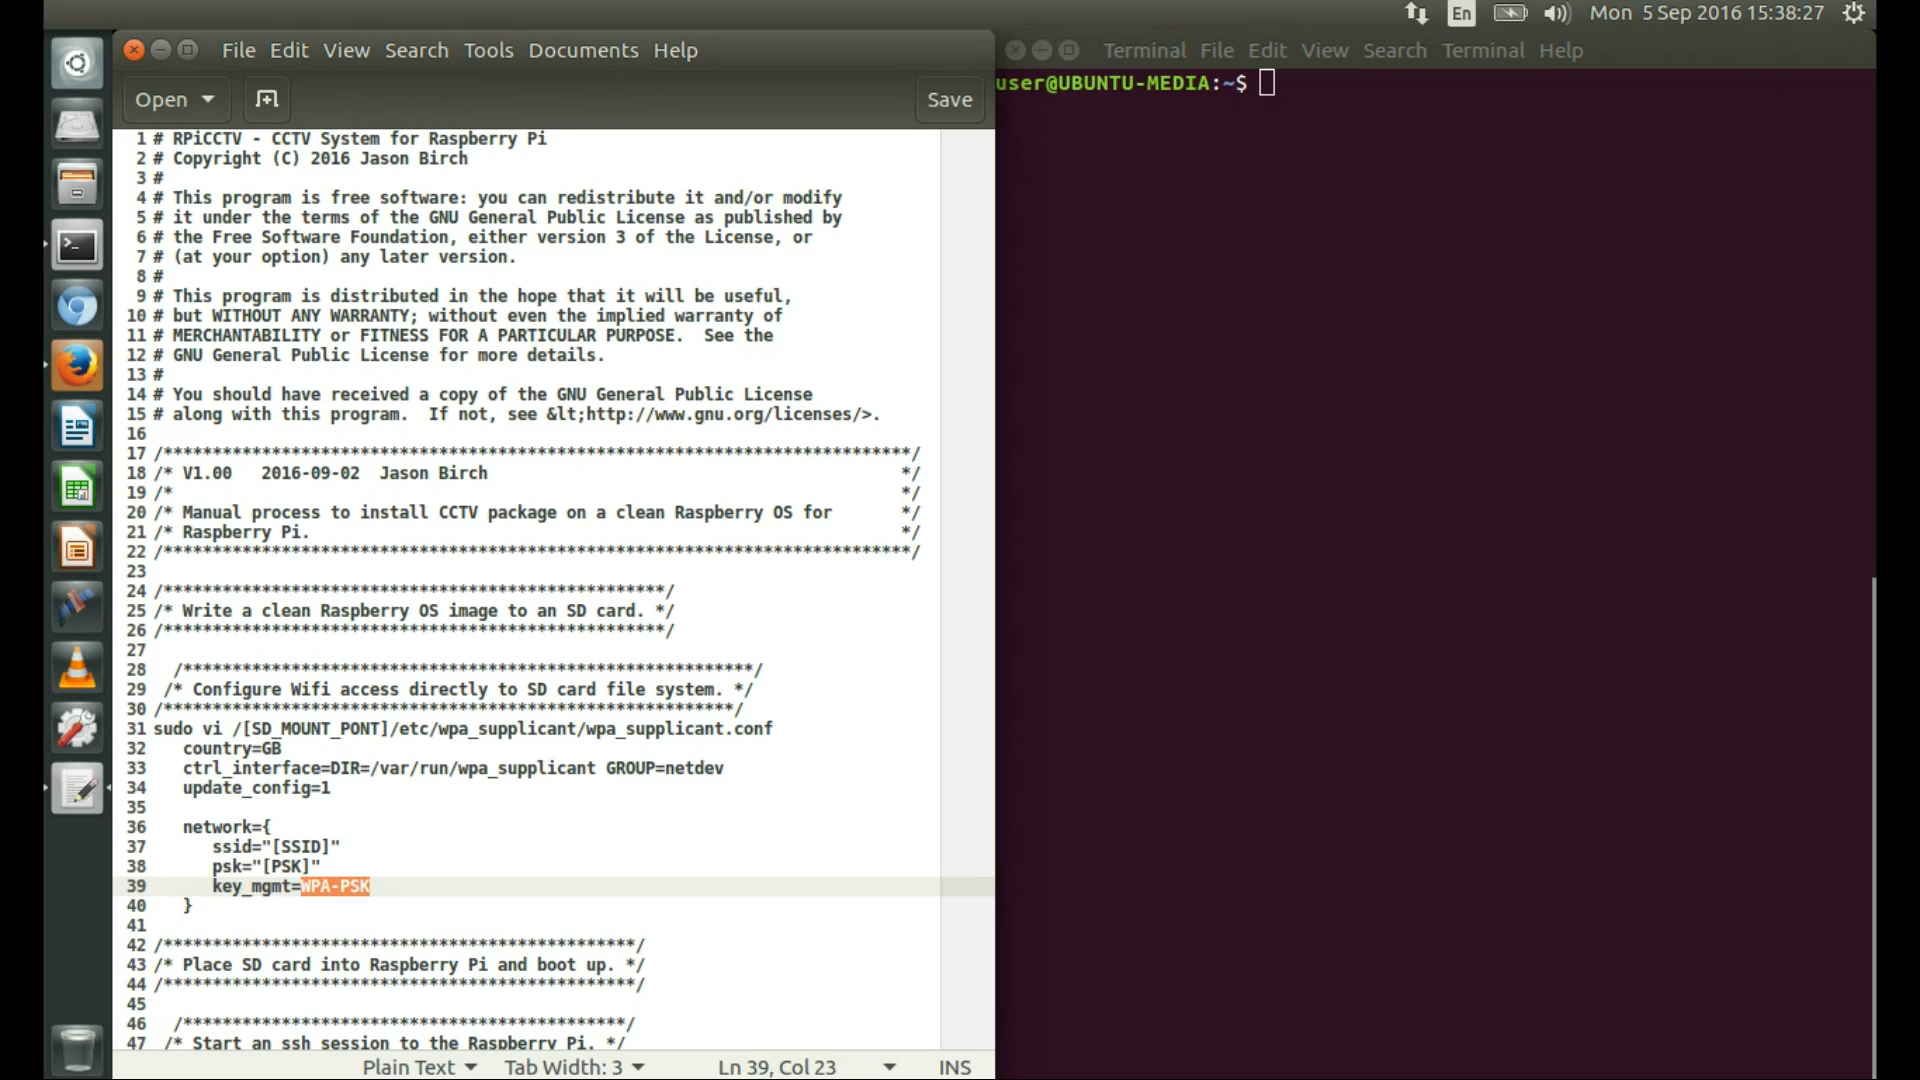 En Mon 5 Sep 2016 15:38:27
File Edit View Search Tools Documents Help
Terminal File Edit View Search Terminal Help
Open Save
user@UBUNTU-MEDIA:~$
1 # RPiCCTV - CCTV System for Raspberry Pi
2 # Copyright (C) 2016 Jason Birch
3 #
4 # This program is free software: you can redistribute it and/or modify
5 # it under the terms of the GNU General Public License as published by
6 # the Free Software Foundation, either version 3 of the License, or
7 # (at your option) any later version.
8 #
9 # This program is distributed in the hope that it will be useful,
10 # but WITHOUT ANY WARRANTY; without even the implied warranty of
11 # MERCHANTABILITY or FITNESS FOR A PARTICULAR PURPOSE.  See the
12 # GNU General Public License for more details.
13 #
14 # You should have received a copy of the GNU General Public License
15 # along with this program.  If not, see &lt;http://www.gnu.org/licenses/>.
16
17 /****************************************************************************/
18 /* V1.00   2016-09-02  Jason Birch                                          */
19 /*                                                                          */
20 /* Manual process to install CCTV package on a clean Raspberry OS for       */
21 /* Raspberry Pi.                                                            */
22 /****************************************************************************/
23
24 /***************************************************/
25 /* Write a clean Raspberry OS image to an SD card. */
26 /***************************************************/
27
28   /**********************************************************/
29  /* Configure Wifi access directly to SD card file system. */
30 /**********************************************************/
31 sudo vi /[SD_MOUNT_PONT]/etc/wpa_supplicant/wpa_supplicant.conf
32    country=GB
33    ctrl_interface=DIR=/var/run/wpa_supplicant GROUP=netdev
34    update_config=1
35
36    network={
37       ssid="[SSID]"
38       psk="[PSK]"
39       key_mgmt=WPA-PSK
40    }
41
42 /************************************************/
43 /* Place SD card into Raspberry Pi and boot up. */
44 /************************************************/
45
46   /*********************************************/
47  /* Start an ssh session to the Raspberry Pi. */
Plain Text Tab Width: 3 Ln 39, Col 23 INS